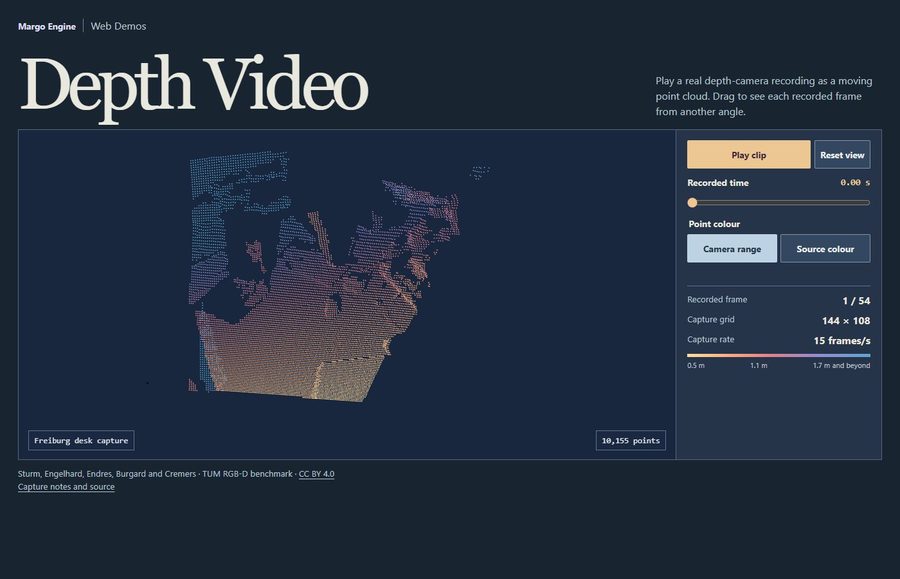 Margo Engine | Web Demos
Depth Video
Play a real depth-camera recording as a moving
point cloud. Drag to see each recorded frame
from another angle.
Play clip
Reset view
Recorded time 0.00 s
Point colour
Camera range
Source colour
Recorded frame 1 / 54
Capture grid 144 × 108
Capture rate 15 frames/s
0.5 m 1.1 m 1.7 m and beyond
Freiburg desk capture
10,155 points
Sturm, Engelhard, Endres, Burgard and Cremers · TUM RGB-D benchmark · CC BY 4.0
Capture notes and source